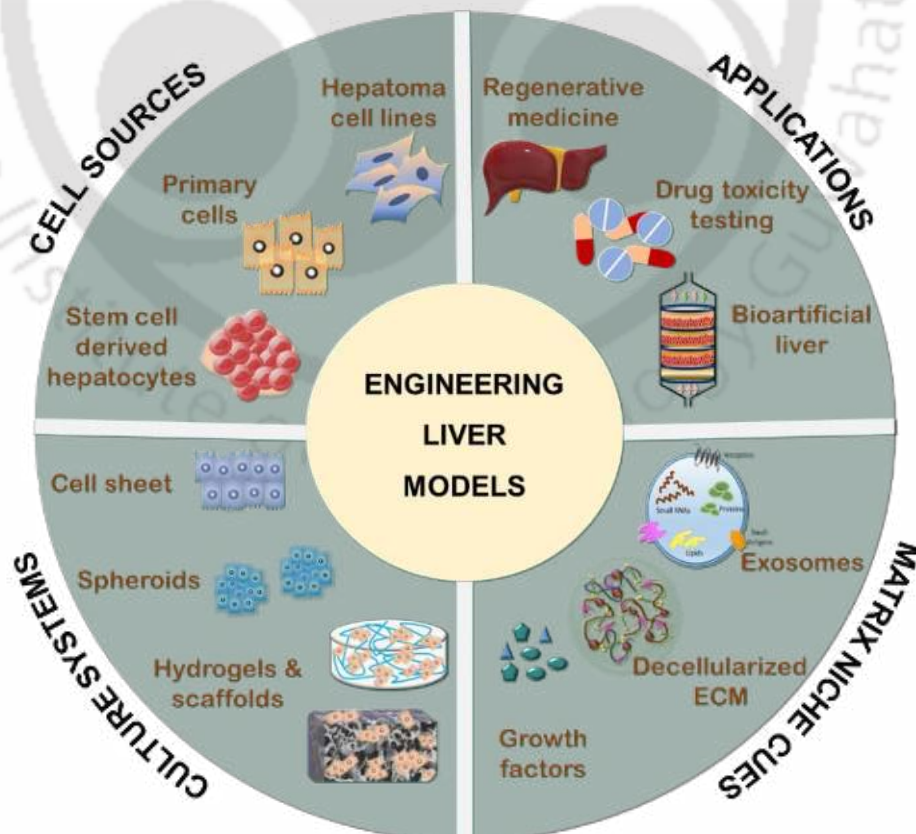 CELL SOURCES
Hepatoma
cell lines
Primary
cells
Stem cell
derived
hepatocytes
APPLICATIONS
Regenerative
medicine
Drug toxicity
testing
Bioartificial
liver
ENGINEERING
LIVER
MODELS
CULTURE SYSTEMS
Cell sheet
Spheroids
Hydrogels &
scaffolds
MATRIX NICHE CUES
Small RNAs
Proteins
Lipids
Exosomes
Decellularized
ECM
Growth
factors